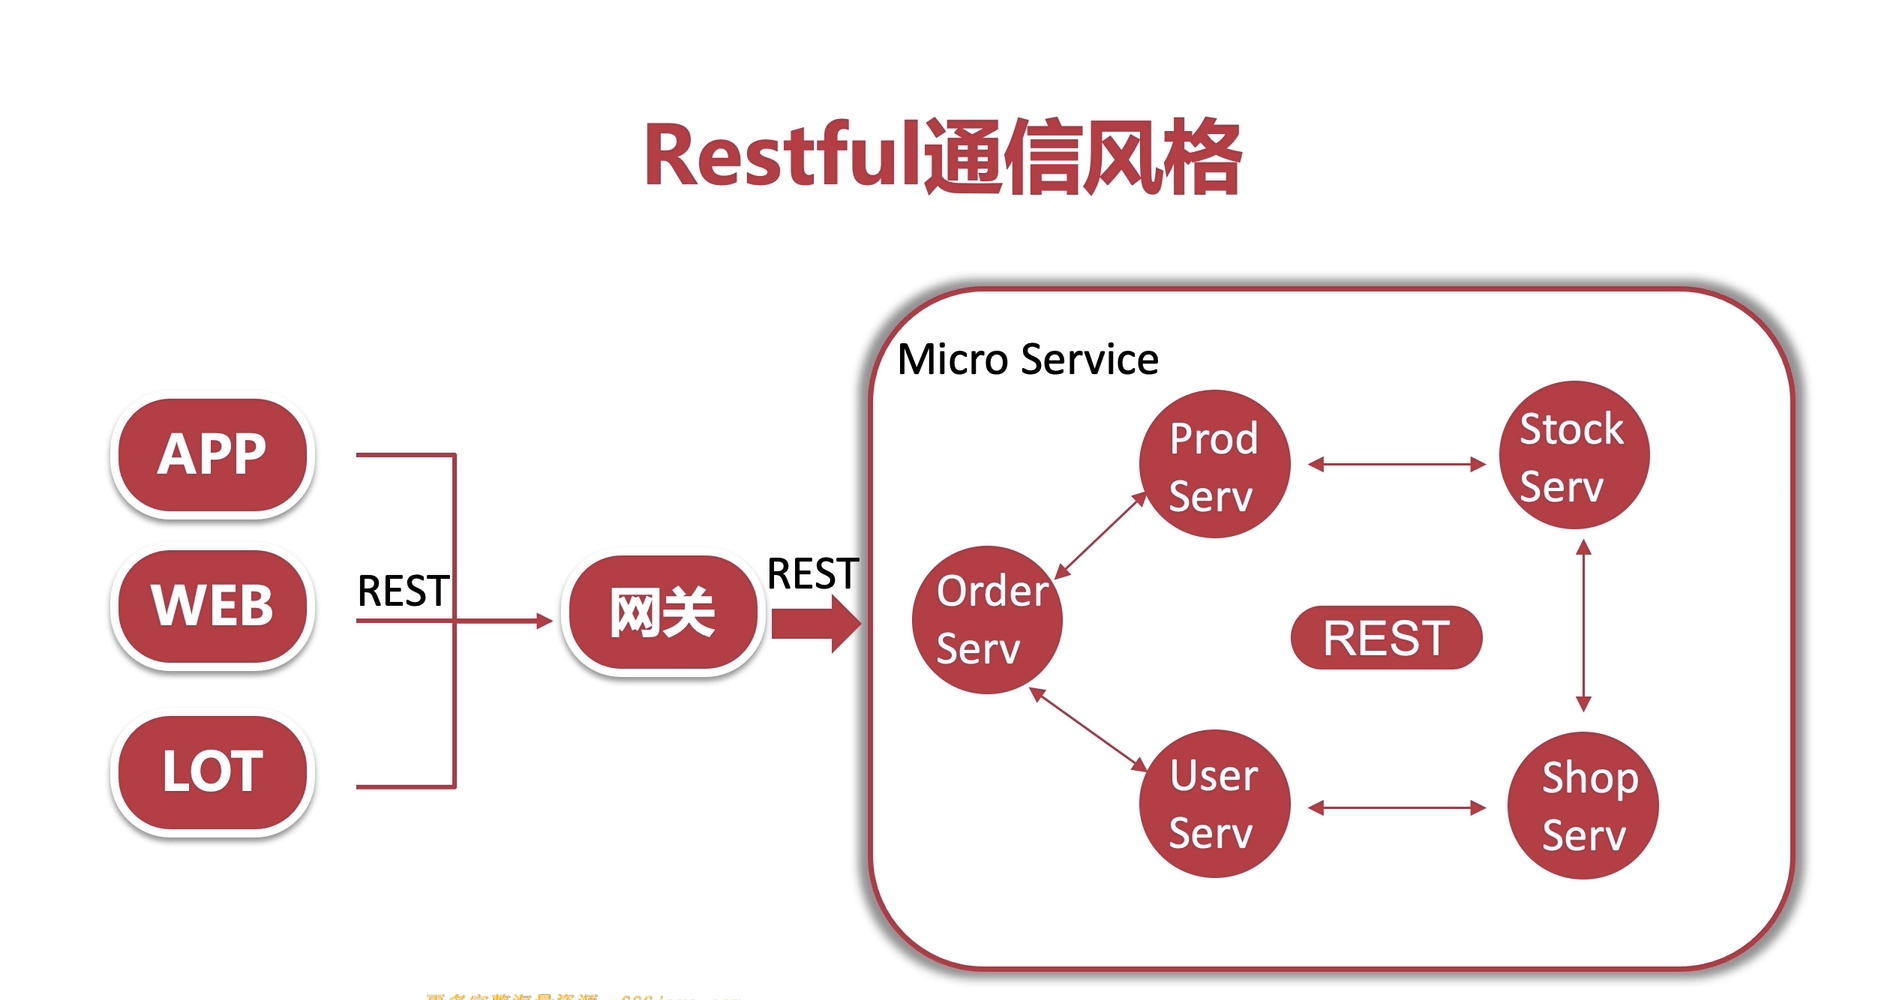 Restful通信风格
Micro Service
APP
WEB
LOT
REST
网关
REST
Prod
Serv
Stock
Serv
Order
Serv
REST
User
Serv
Shop
Serv